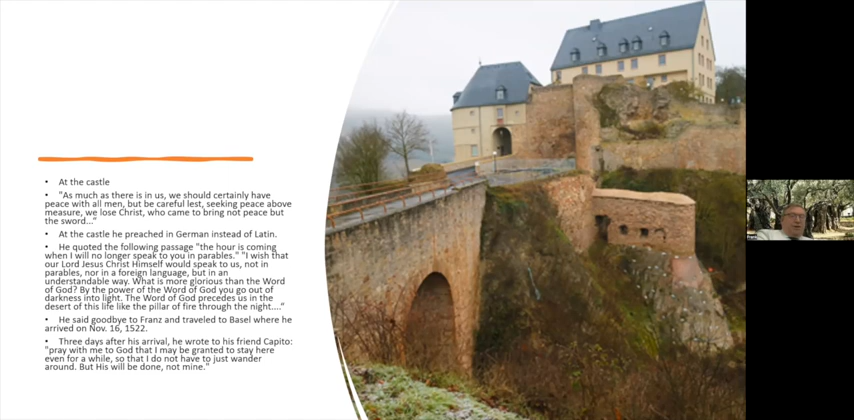 • At the castle
• "As much as there is in us, we should certainly have
peace with all men, but be careful lest, seeking peace above
measure, we lose Christ, who came to bring not peace but
the sword..."
• At the castle he preached in German instead of Latin.
• He quoted the following passage "the hour is coming
when I will no longer speak to you in parables." "I wish that
our Lord Jesus Christ Himself would speak to us, not in
parables, nor in a foreign language, but in an
understandable way. What is more glorious than the Word
of God? By the power of the Word of God you go out of
darkness into light. The Word of God precedes us in the
desert of this life like the pillar of fire through the night...."
• He said goodbye to Franz and traveled to Basel where he
arrived on Nov. 16, 1522.
• Three days after his arrival, he wrote to his friend Capito:
"pray with me to God that I may be granted to stay here
even for a while, so that I do not have to just wander
around. But His will be done, not mine."